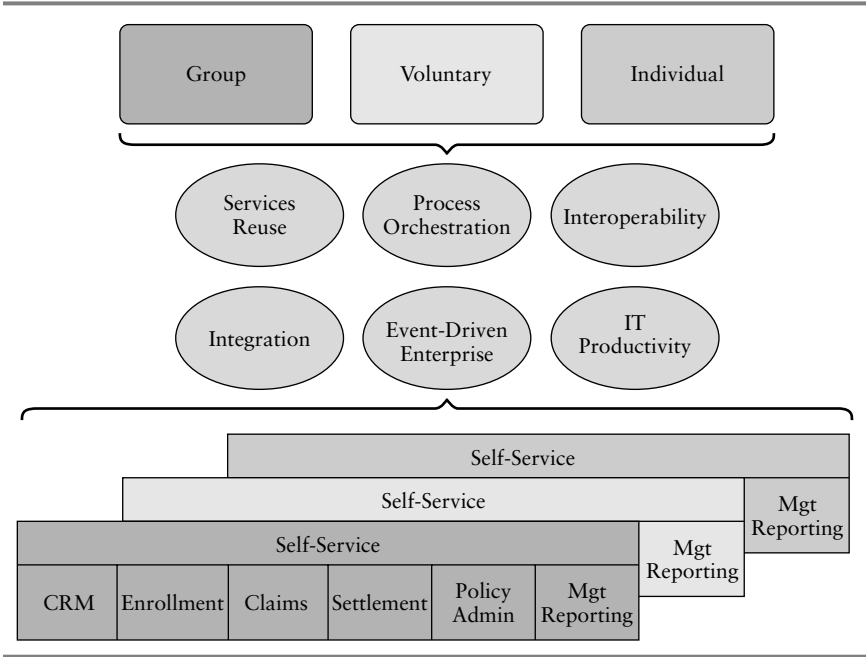 Group
Voluntary
Individual
Services
Reuse
Process
Orchestration
Interoperability
Integration
Event-Driven
Enterprise
IT
Productivity
Self-Service
Self-Service
Mgt
Reporting
Self-Service
Mgt
Reporting
CRM
Enrollment
Claims
Settlement
Policy
Admin
Mgt
Reporting